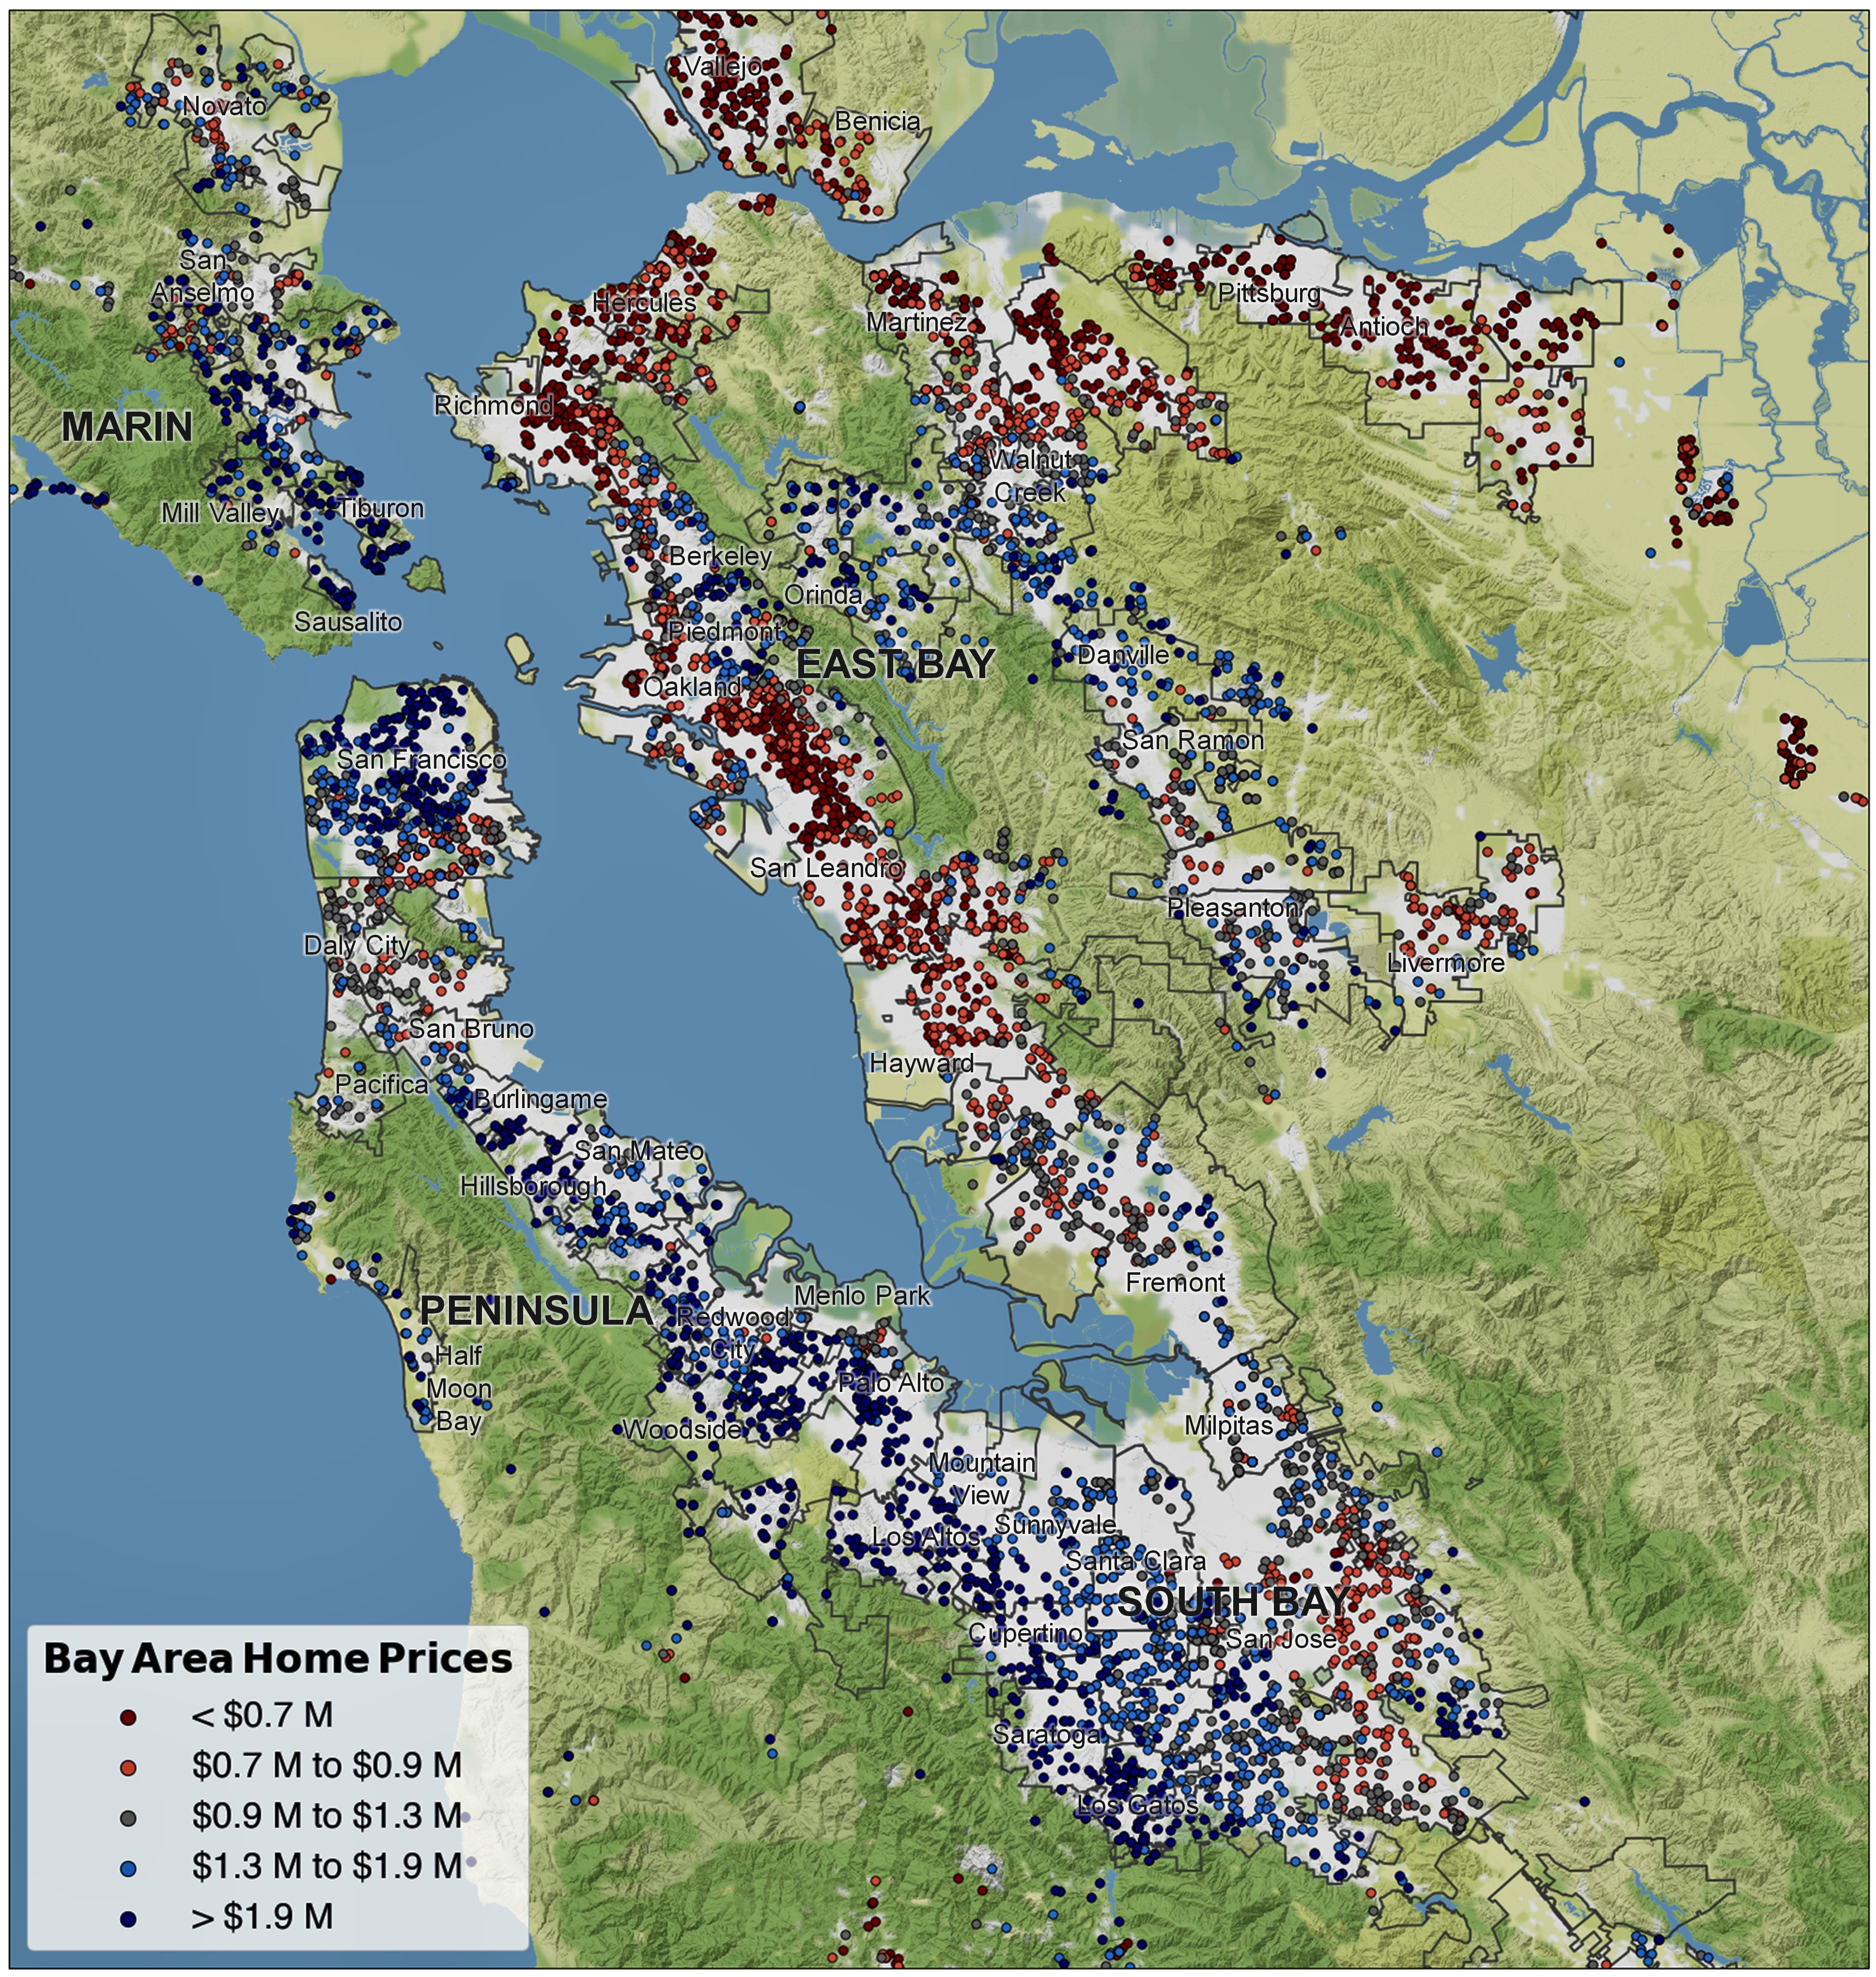 Vallejo
Novato
Benicia
San
Anselmo
Hercules
Pittsburg
Martinez
Antioch
Richmond
MARIN
Walnut
Creek
Mill Valley
Tiburon
Berkeley
Orinda
Sausalito
Piedmont
EAST BAY
Danville
Oakland
San Ramon
San Francisco
San Leandro
Pleasanton
Daly City
Livermore
San Bruno
Hayward
Pacifica
Burlingame
San Mateo
Hillsborough
Fremont
Menlo Park
PENINSULA
Redwood
City
Half
Moon
Bay
Palo Alto
Woodside
Milpitas
Mountain
View
Sunnyvale
Los Altos
Santa Clara
SOUTH BAY
Cupertino
San Jose
Saratoga
Los Gatos
Bay Area Home Prices
< $0.7 M
$0.7 M to $0.9 M
$0.9 M to $1.3 M
$1.3 M to $1.9 M
> $1.9 M